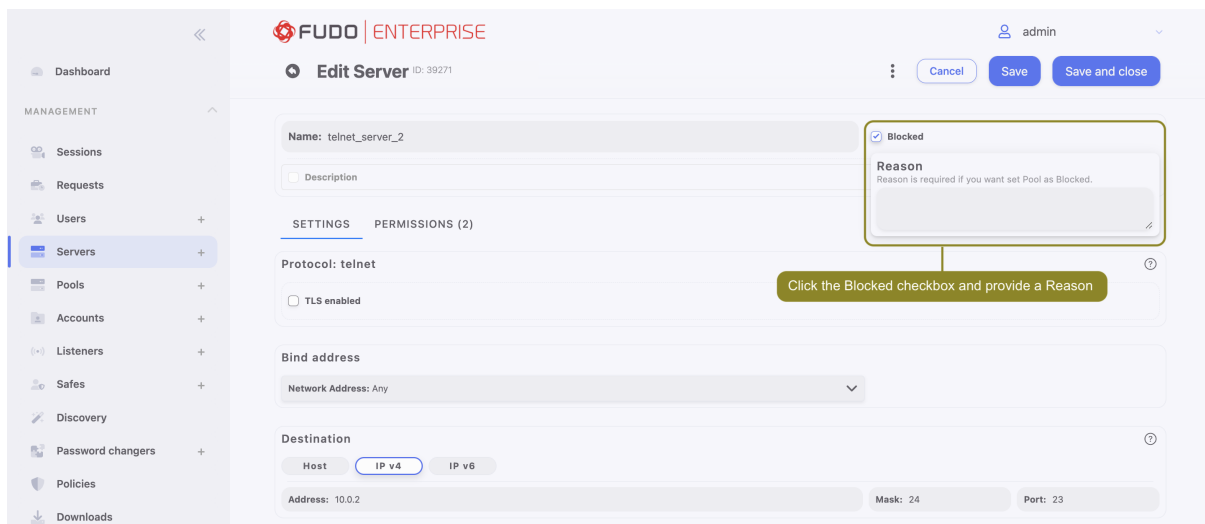 FUDO ENTERPRISE
admin
Edit Server ID: 39271
Cancel
Save
Save and close
Dashboard
MANAGEMENT
Sessions
Requests
Users
Servers
Pools
Accounts
Listeners
Safes
Discovery
Password changers
Policies
Downloads
Name: telnet_server_2
Description
Blocked
Reason
Reason is required if you want set Pool as Blocked.
SETTINGS PERMISSIONS (2)
Click the Blocked checkbox and provide a Reason
Protocol: telnet
TLS enabled
Bind address
Network Address: Any
Destination
Host IP v4 IP v6
Address: 10.0.2 Mask: 24 Port: 23